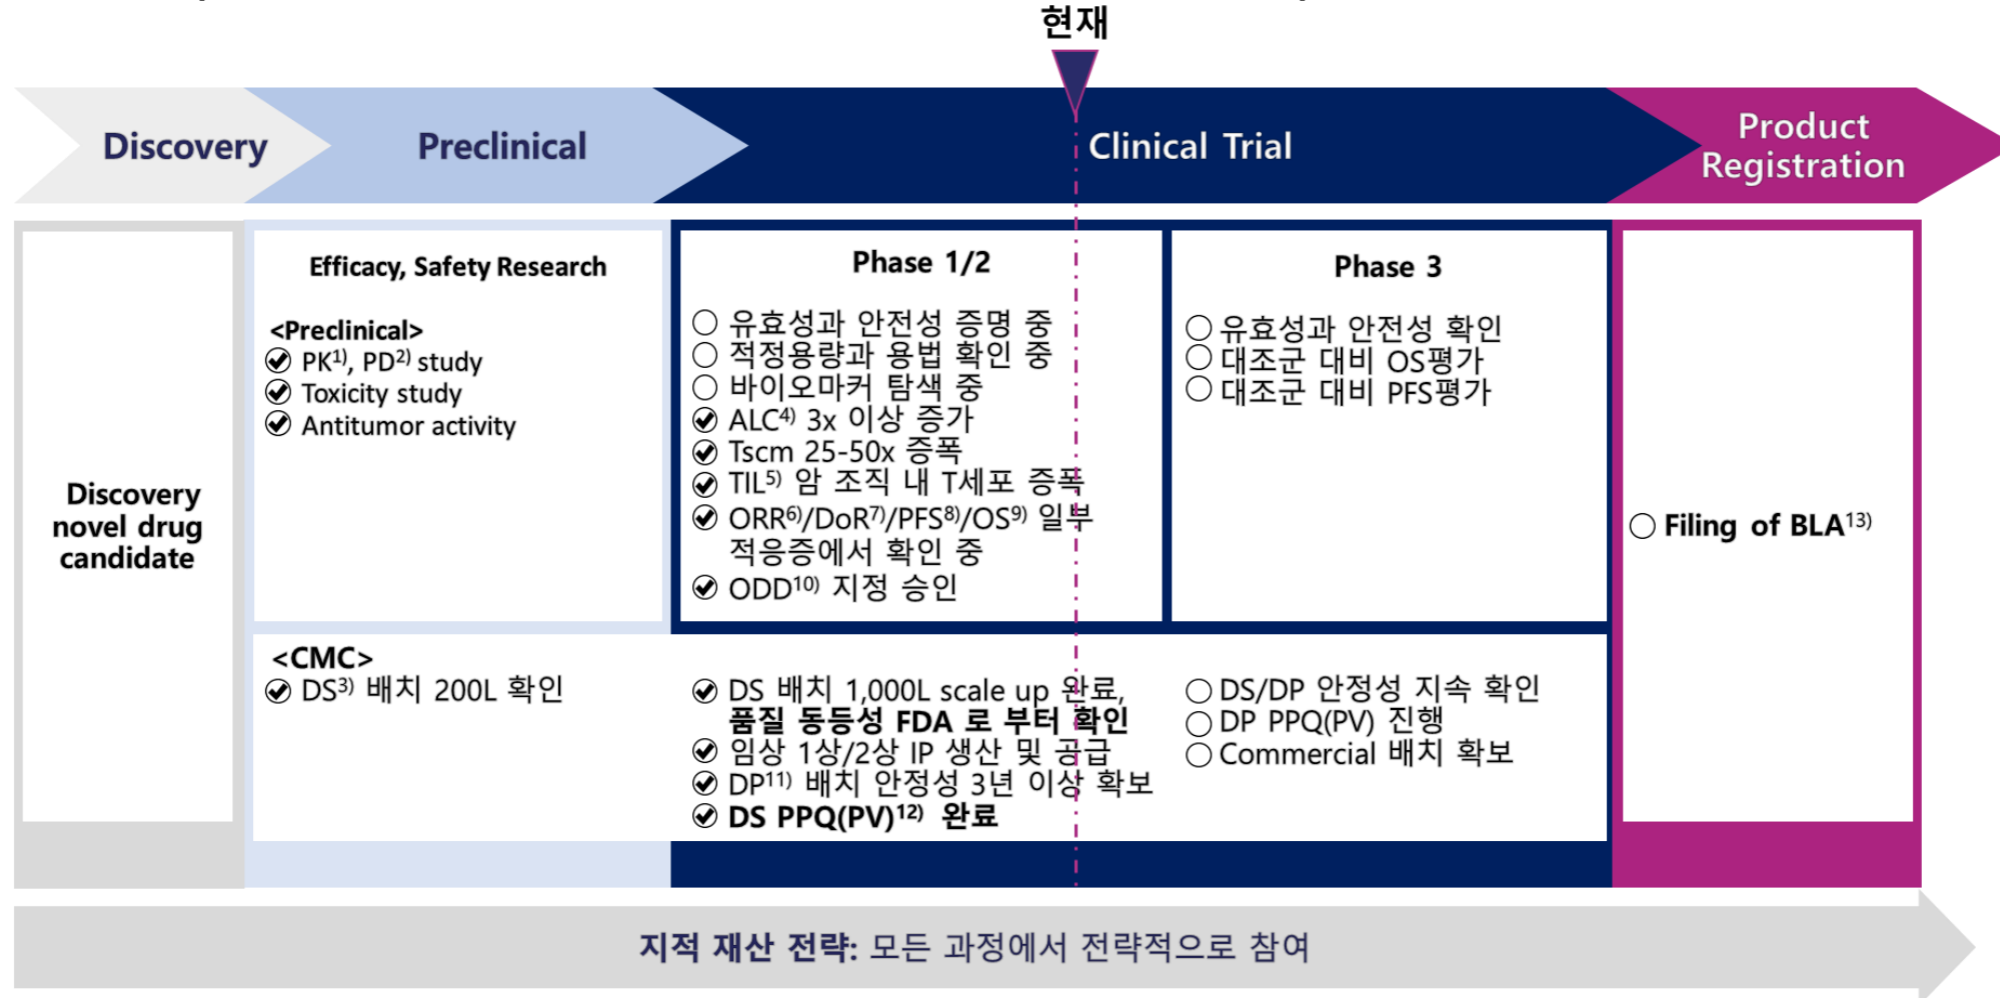 현재
Discovery
Preclinical
Clinical Trial
Product
Registration
Discovery
novel drug
candidate
Efficacy, Safety Research
<Preclinical>
PK1), PD2) study
Toxicity study
Antitumor activity
Phase 1/2
유효성과 안전성 증명 중
적정용량과 용법 확인 중
바이오마커 탐색 중
ALC4) 3x 이상 증가
Tscm 25-50x 증폭
TIL5) 암 조직 내 T세포 증폭
ORR6)/DoR7)/PFS8)/OS9) 일부
적응증에서 확인 중
ODD10) 지정 승인
Phase 3
유효성과 안전성 확인
대조군 대비 OS평가
대조군 대비 PFS평가
Filing of BLA13)
<CMC>
DS3) 배치 200L 확인
DS 배치 1,000L scale up 완료,
품질 동등성 FDA 로 부터 확인
임상 1상/2상 IP 생산 및 공급
DP11) 배치 안정성 3년 이상 확보
DS PPQ(PV)12) 완료
DS/DP 안정성 지속 확인
DP PPQ(PV) 진행
Commercial 배치 확보
지적 재산 전략: 모든 과정에서 전략적으로 참여